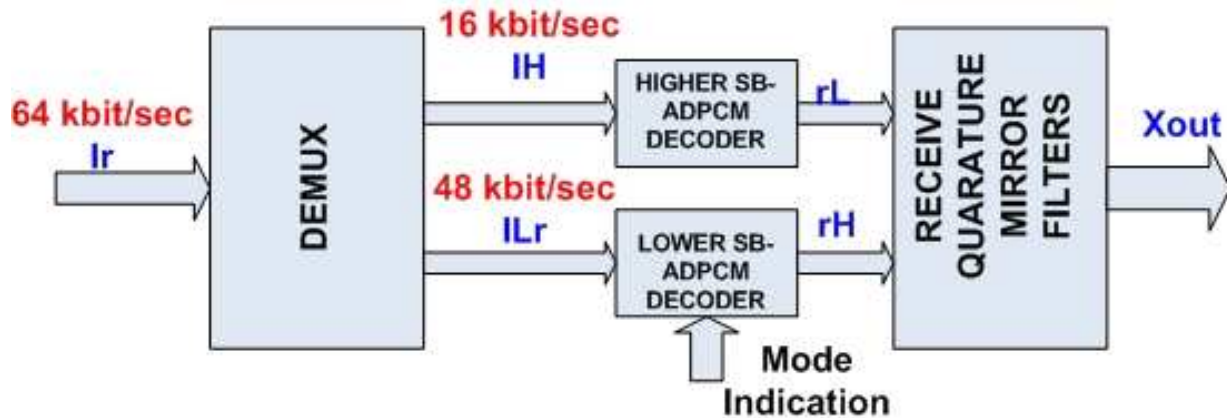 64 kbit/sec
Ir
DEMUX
16 kbit/sec
IH
HIGHER SB-
ADPCM
DECODER
rL
48 kbit/sec
ILr
LOWER SB-
ADPCM
DECODER
rH
Mode
Indication
RECEIVE
QUARATURE
MIRROR
FILTERS
Xout